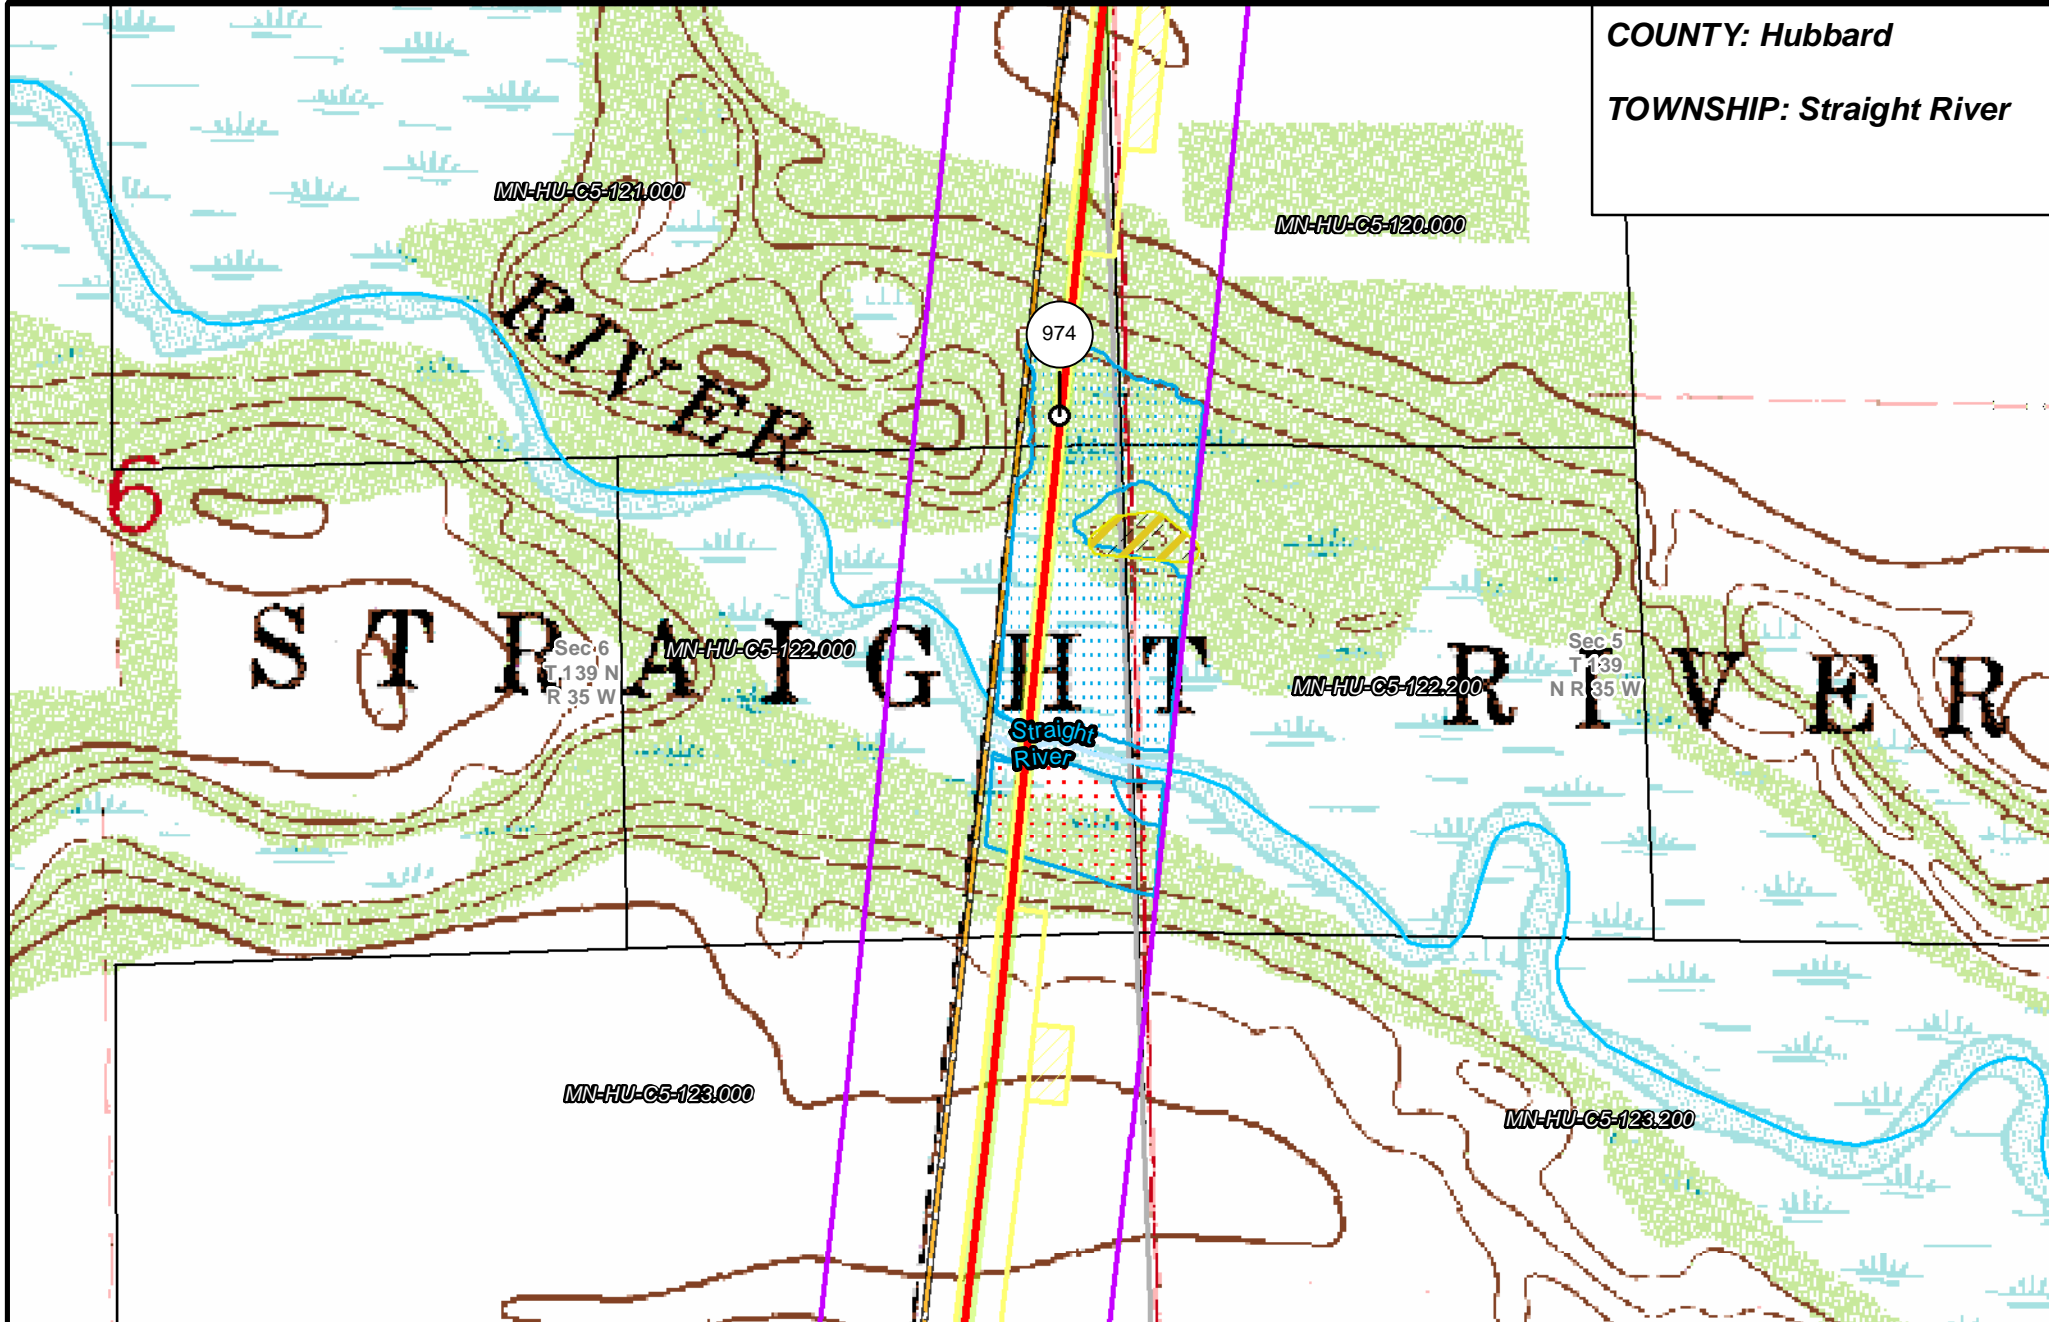 COUNTY: Hubbard
TOWNSHIP: Straight River
MN-HU-C5-121.000
MN-HU-C5-120.000
RIVER
974
6
STRAIGHT RIVER
Sec 6
T 139 N
R 35 W
MN-HU-C5-122.000
Sec 5
T 139
N R 35 W
MN-HU-C5-122.200
Straight
River
MN-HU-C5-123.000
MN-HU-C5-123.200